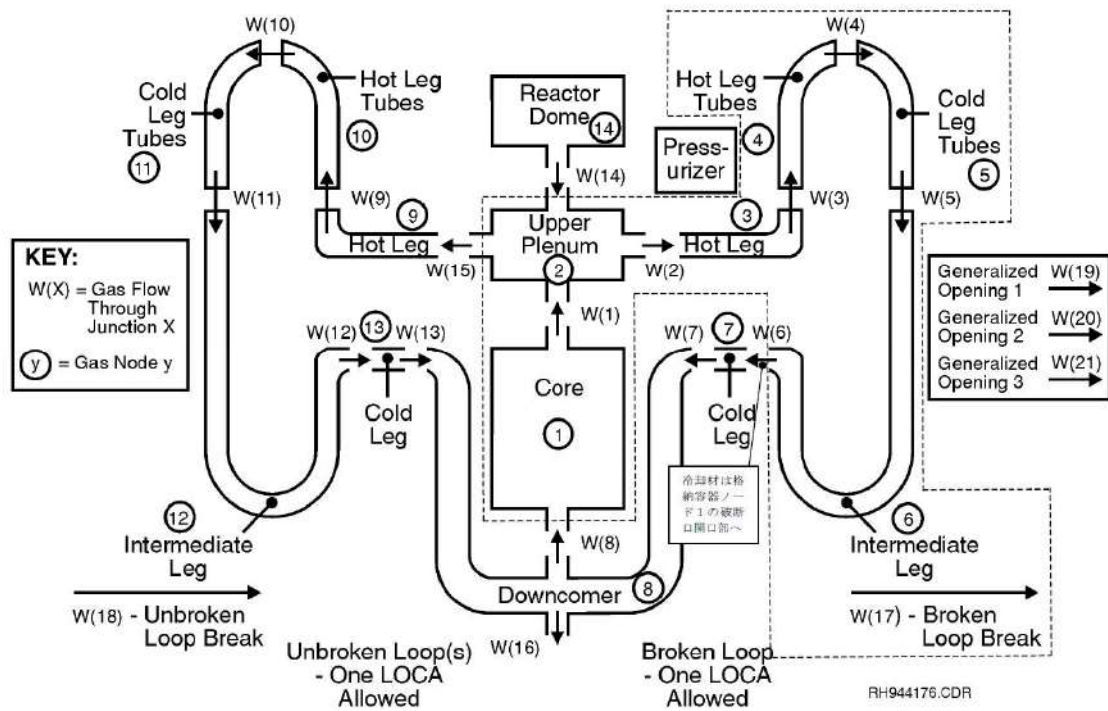 W(10)
Cold
Leg
Tubes
11
Hot Leg
Tubes
10
W(11)
W(9)
9
Hot Leg
W(15)
Reactor
Dome
14
W(14)
Upper
Plenum
2
W(1)
Core
1
W(8)
Downcomer
8
W(16)
Press-
urizer
W(4)
Hot Leg
Tubes
4
Cold
Leg
Tubes
5
3
W(3)
W(5)
Hot Leg
W(2)
KEY:
W(X) = Gas Flow
Through
Junction X
y = Gas Node y
W(12)
13
W(13)
Cold
Leg
W(7)
7
W(6)
Cold
Leg
冷却材は格
納容器ノー
ド1の破断
口開口部へ
Generalized W(19)
Opening 1
Generalized W(20)
Opening 2
Generalized W(21)
Opening 3
12
Intermediate
Leg
W(18) - Unbroken
Loop Break
Unbroken Loop(s)
- One LOCA
Allowed
Broken Loop
- One LOCA
Allowed
6
Intermediate
Leg
W(17) - Broken
Loop Break
RH944176.CDR